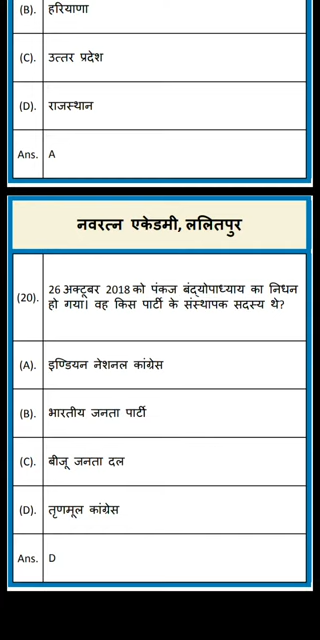 (B). हरियाणा
(C). उत्तर प्रदेश
(D). राजस्थान
Ans. A
नवरत्न एकेडमी, ललितपुर
(20). 26 अक्टूबर 2018 को पंकज बंद्योपाध्याय का निधन
हो गया। वह किस पार्टी के संस्थापक सदस्य थे?
(A). इण्डियन नेशनल कांग्रेस
(B). भारतीय जनता पार्टी
(C). बीजू जनता दल
(D). तृणमूल कांग्रेस
Ans. D